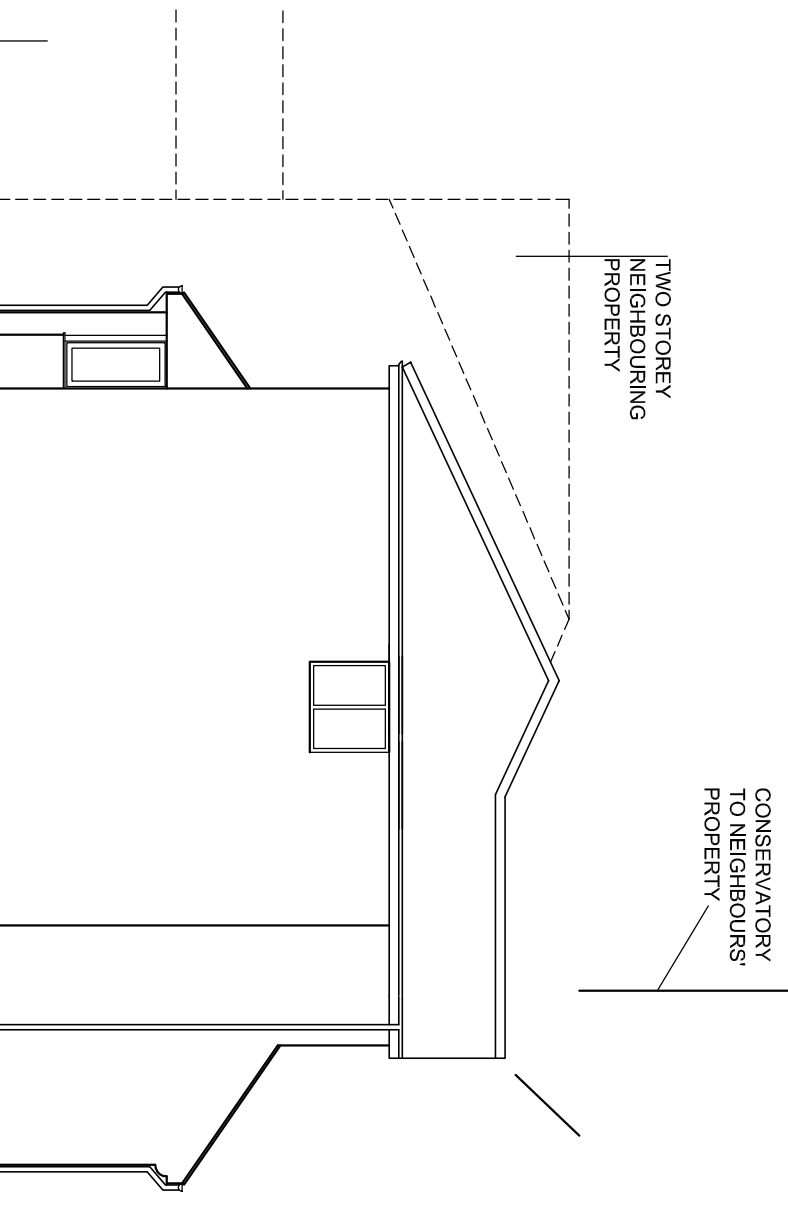 TWO STOREY
NEIGHBOURING
PROPERTY
CONSERVATORY
TO NEIGHBOURS'
PROPERTY